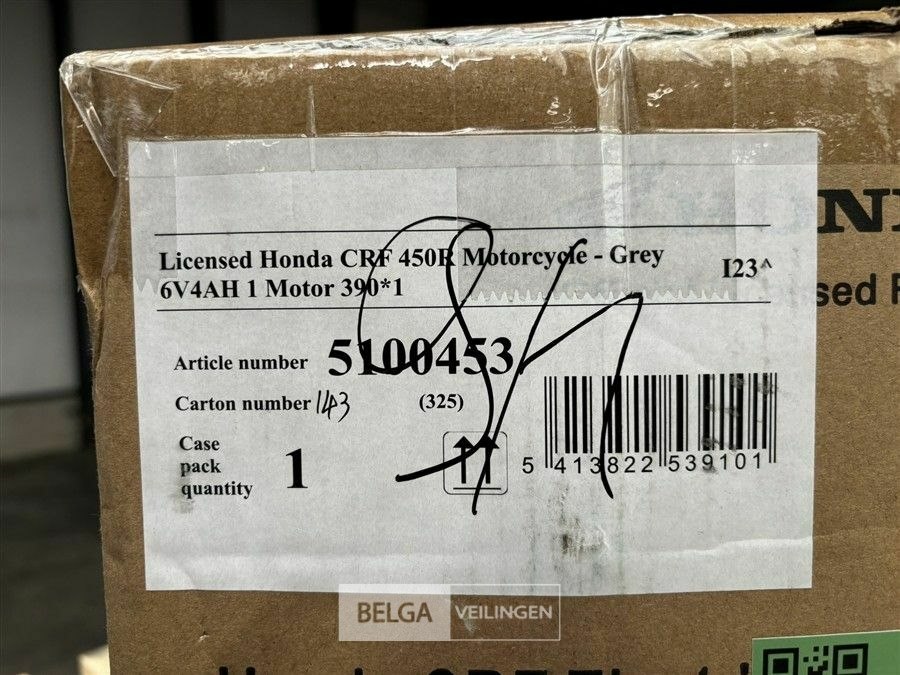 Licensed Honda CRF 450R Motorcycle - Grey
6V4AH 1 Motor 390*1
I23^
Article number 5100453
Carton number 143 (325)
Case
pack
quantity
1
5 413822 539101
BELGA VEILINGEN